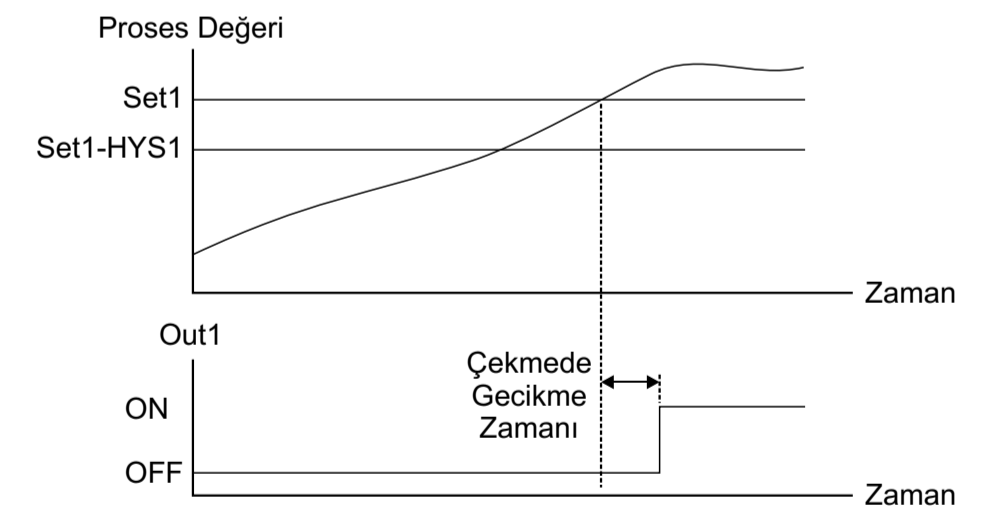 Proses Değeri
Set1
Set1-HYS1
Zaman
Out1
Çekmede
Gecikme
Zamanı
ON
OFF
Zaman